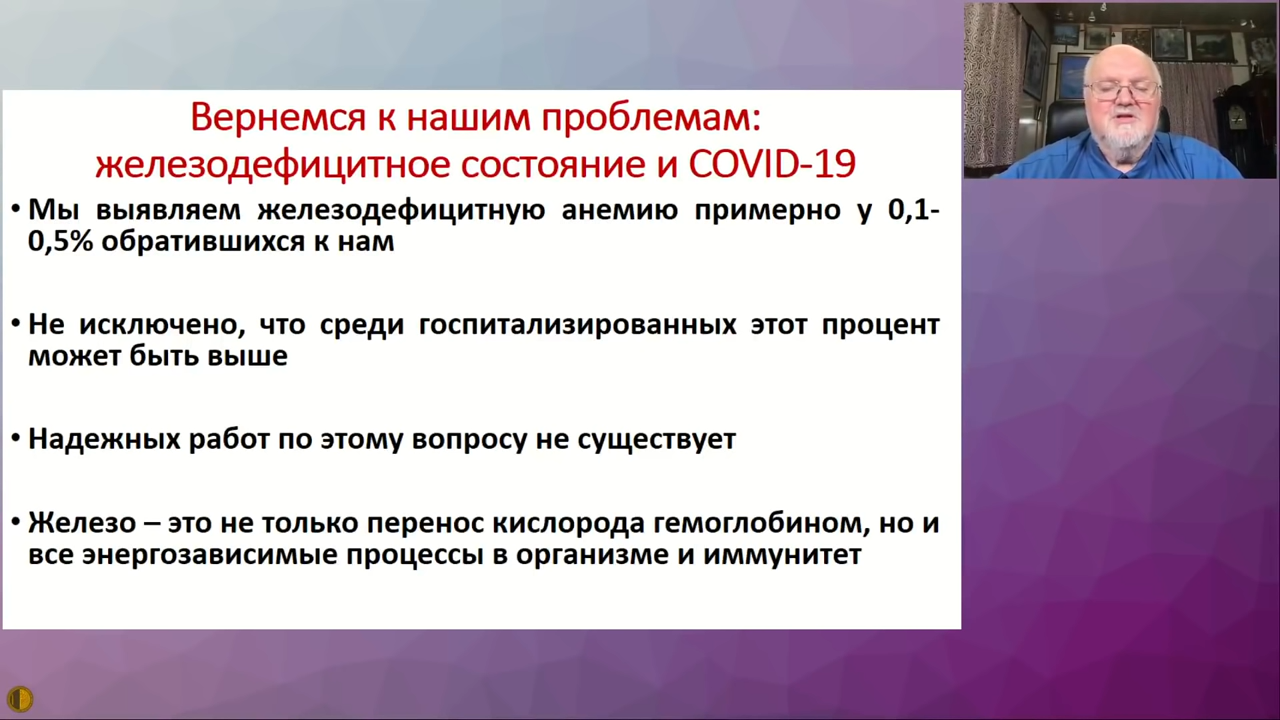 Вернемся к нашим проблемам:
железодефицитное состояние и COVID-19
• Мы выявляем железодефицитную анемию примерно у 0,1-
0,5% обратившихся к нам
• Не исключено, что среди госпитализированных этот процент
может быть выше
• Надежных работ по этому вопросу не существует
• Железо – это не только перенос кислорода гемоглобином, но и
все энергозависимые процессы в организме и иммунитет